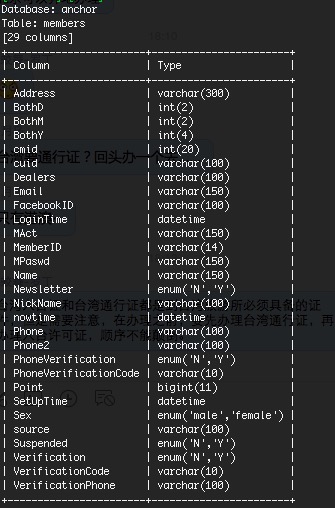 Database: anchor
Table: members
[29 columns]
+----------------------+------------------------+
| Column | Type |
+----------------------+------------------------+
| Address | varchar(300) |
| BothD | int(2) |
| BothM | int(2) |
| BothY | int(4) |
| cmid | int(20) |
| cuid | varchar(100) |
| Dealers | varchar(100) |
| Email | varchar(150) |
| FacebookID | varchar(100) |
| LoginTime | datetime |
| MAct | varchar(150) |
| MemberID | varchar(14) |
| MPaswd | varchar(150) |
| Name | varchar(150) |
| Newsletter | enum('N','Y') |
| NickName | varchar(100) |
| nowtime | datetime |
| Phone | varchar(100) |
| Phone2 | varchar(100) |
| PhoneVerification | enum('N','Y') |
| PhoneVerificationCode | varchar(10) |
| Point | bigint(11) |
| SetUpTime | datetime |
| Sex | enum('male','female') |
| source | varchar(100) |
| Suspended | enum('N','Y') |
| Verification | enum('N','Y') |
| VerificationCode | varchar(10) |
| VerificationPhone | varchar(100) |
+----------------------+------------------------+